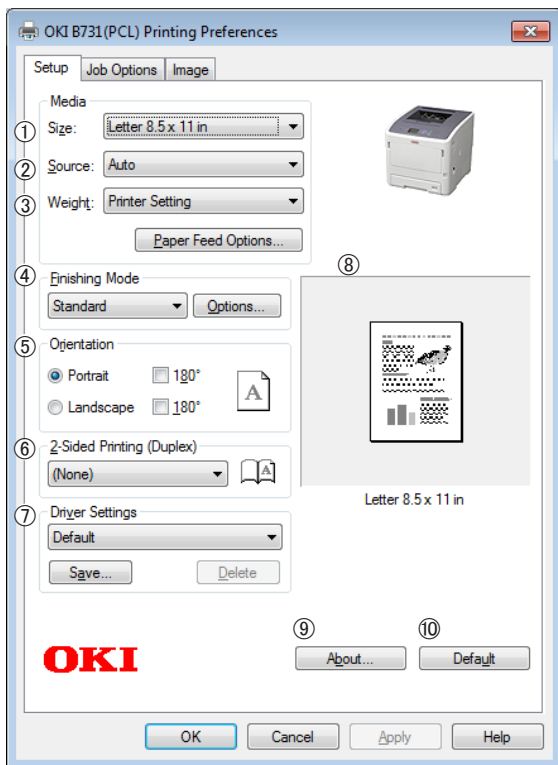 OKI B731(PCL) Printing Preferences
Setup Job Options Image
Media
① Size: Letter 8.5 x 11 in
② Source: Auto
③ Weight: Printer Setting
Paper Feed Options...
④ Finishing Mode
Standard Options...
⑤ Orientation
Portrait 180°
Landscape 180°
A
⑥ 2-Sided Printing (Duplex)
(None) A
⑦ Driver Settings
Default
Save... Delete
⑧
Letter 8.5 x 11 in
OKI
⑨ About...
⑩ Default
OK Cancel Apply Help